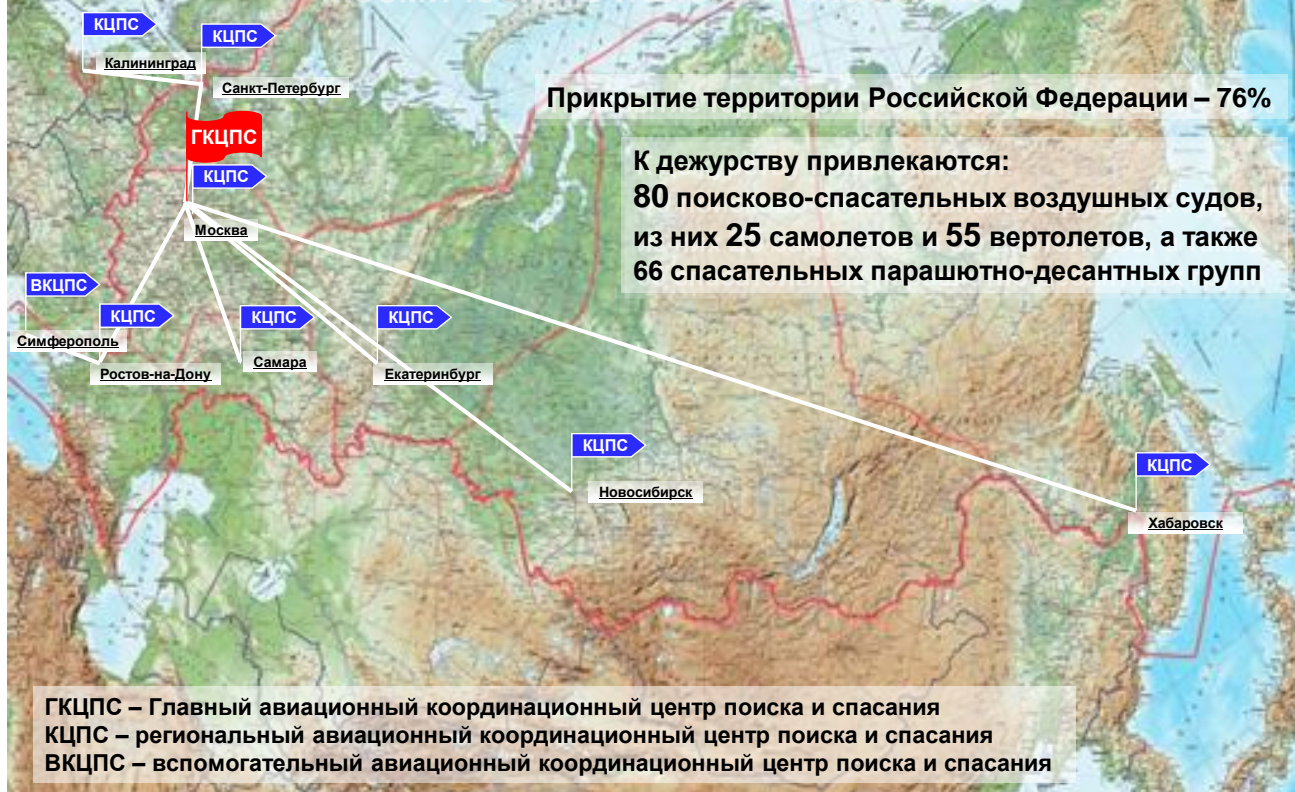 КЦПС
КЦПС
Калининград
Санкт-Петербург
Прикрытие территории Российской Федерации – 76%
ГКЦПС
К дежурству привлекаются:
80 поисково-спасательных воздушных судов,
из них 25 самолетов и 55 вертолетов, а также
66 спасательных парашютно-десантных групп
КЦПС
Москва
ВКЦПС
КЦПС
КЦПС
КЦПС
Симферополь
Ростов-на-Дону
Самара
Екатеринбург
КЦПС
Новосибирск
КЦПС
Хабаровск
ГКЦПС – Главный авиационный координационный центр поиска и спасания
КЦПС – региональный авиационный координационный центр поиска и спасания
ВКЦПС – вспомогательный авиационный координационный центр поиска и спасания